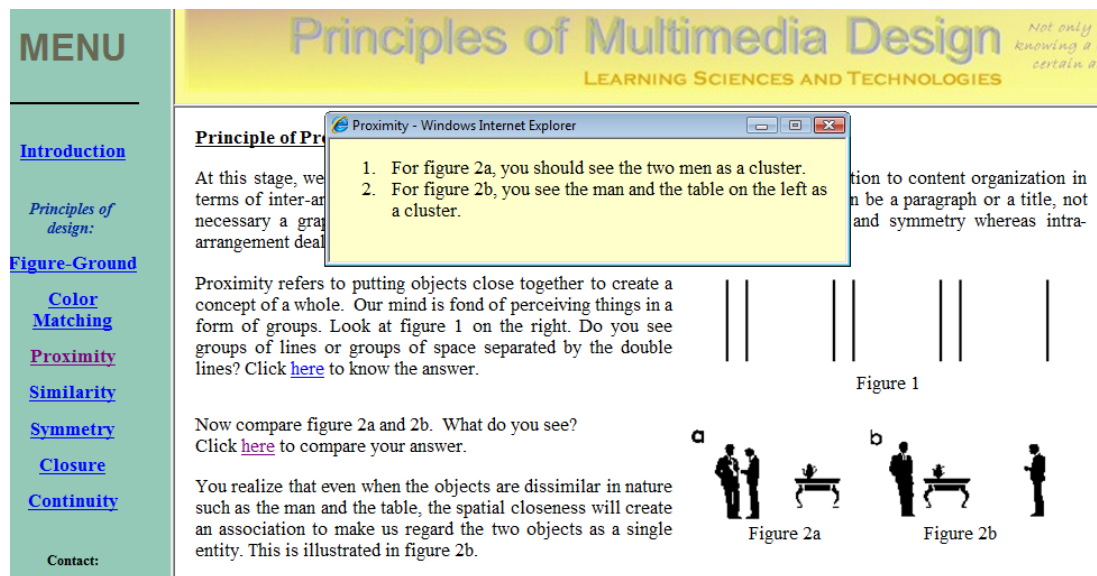 MENU
Introduction
Principles of
design:
Figure-Ground
Color
Matching
Proximity
Similarity
Symmetry
Closure
Continuity
Contact:
Principles of Multimedia Design
LEARNING SCIENCES AND TECHNOLOGIES
Not only
knowing a
certain a
Proximity - Windows Internet Explorer
1. For figure 2a, you should see the two men as a cluster.
2. For figure 2b, you see the man and the table on the left as
a cluster.
Principle of Pr
At this stage, we tion to content organization in
terms of inter-ar n be a paragraph or a title, not
necessary a grap and symmetry whereas intra-
arrangement deal
Proximity refers to putting objects close together to create a
concept of a whole. Our mind is fond of perceiving things in a
form of groups. Look at figure 1 on the right. Do you see
groups of lines or groups of space separated by the double
lines? Click here to know the answer.
Figure 1
Now compare figure 2a and 2b. What do you see?
Click here to compare your answer.
You realize that even when the objects are dissimilar in nature
such as the man and the table, the spatial closeness will create
an association to make us regard the two objects as a single
entity. This is illustrated in figure 2b.
a
b
Figure 2a
Figure 2b